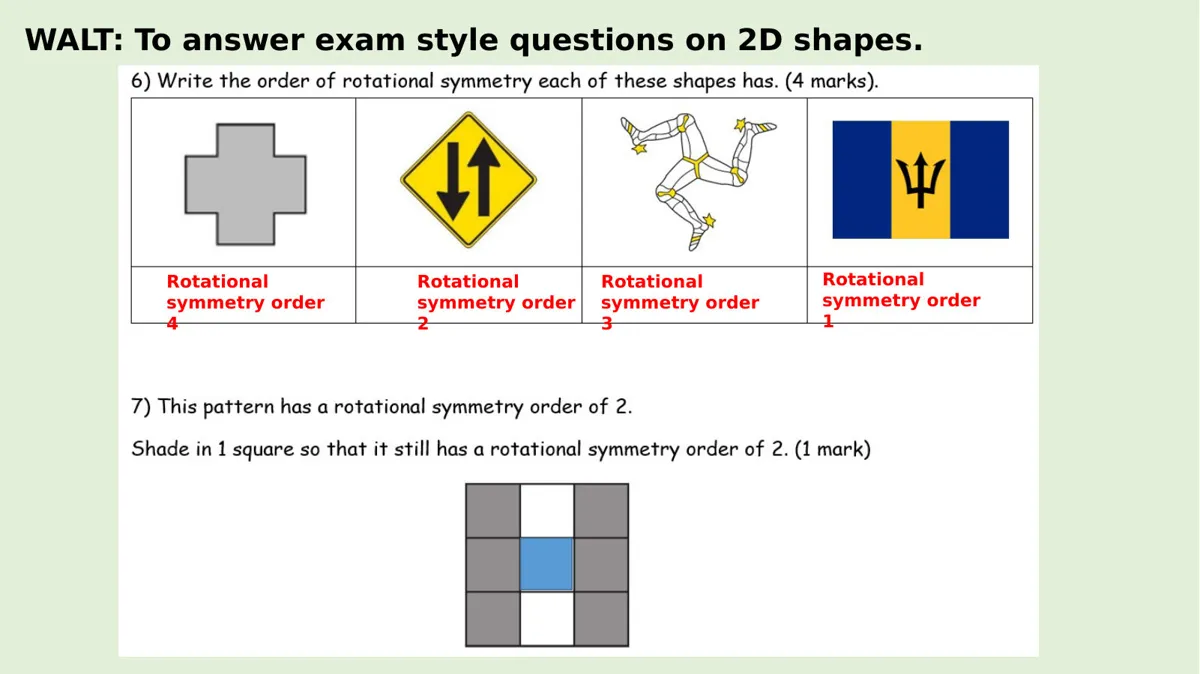 WALT: To answer exam style questions on 2D shapes.
6) Write the order of rotational symmetry each of these shapes has. (4 marks).
Rotational
symmetry order
4
Rotational
symmetry order
2
Rotational
symmetry order
3
Rotational
symmetry order
1
7) This pattern has a rotational symmetry order of 2.
Shade in 1 square so that it still has a rotational symmetry order of 2. (1 mark)